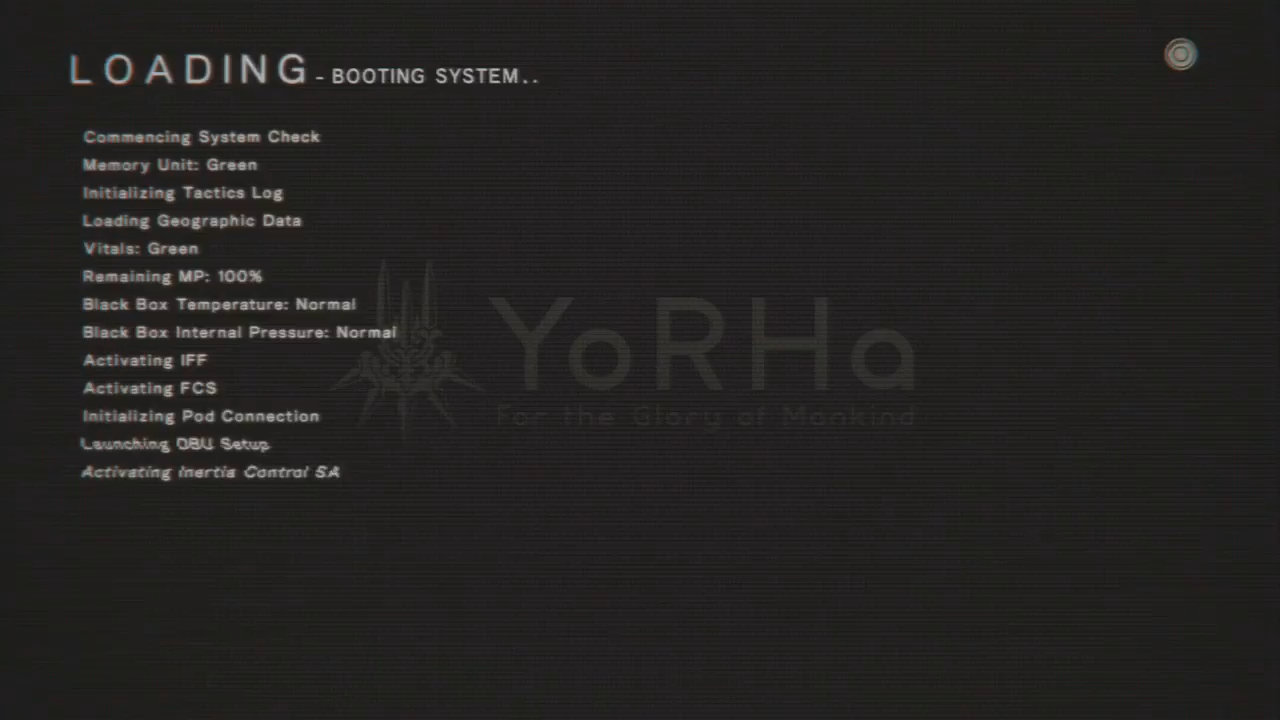 LOADING - BOOTING SYSTEM..
Commencing System Check
Memory Unit: Green
Initializing Tactics Log
Loading Geographic Data
Vitals: Green
Remaining MP: 100%
Black Box Temperature: Normal
Black Box Internal Pressure: Normal
Activating IFF
Activating FCS
Initializing Pod Connection
Launching DBU Setup
Activating Inertia Control SA
YoRHa
For the Glory of Mankind